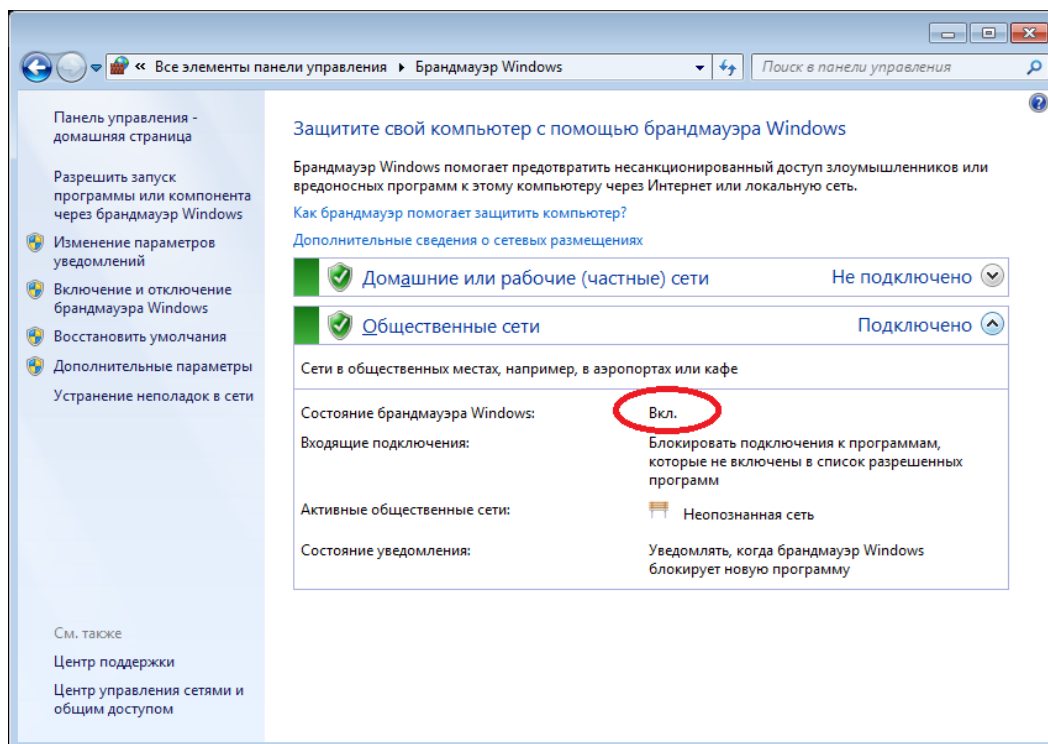 « Все элементы панели управления ▸ Брандмауэр Windows
Поиск в панели управления
Панель управления -
домашняя страница
Разрешить запуск
программы или компонента
через брандмауэр Windows
Изменение параметров
уведомлений
Включение и отключение
брандмауэра Windows
Восстановить умолчания
Дополнительные параметры
Устранение неполадок в сети
См. также
Центр поддержки
Центр управления сетями и
общим доступом
Защитите свой компьютер с помощью брандмауэра Windows
Брандмауэр Windows помогает предотвратить несанкционированный доступ злоумышленников или
вредоносных программ к этому компьютеру через Интернет или локальную сеть.
Как брандмауэр помогает защитить компьютер?
Дополнительные сведения о сетевых размещениях
Домашние или рабочие (частные) сети Не подключено
Общественные сети Подключено
Сети в общественных местах, например, в аэропортах или кафе
Состояние брандмауэра Windows: Вкл.
Входящие подключения: Блокировать подключения к программам,
которые не включены в список разрешенных
программ
Активные общественные сети: Неопознанная сеть
Состояние уведомления: Уведомлять, когда брандмауэр Windows
блокирует новую программу